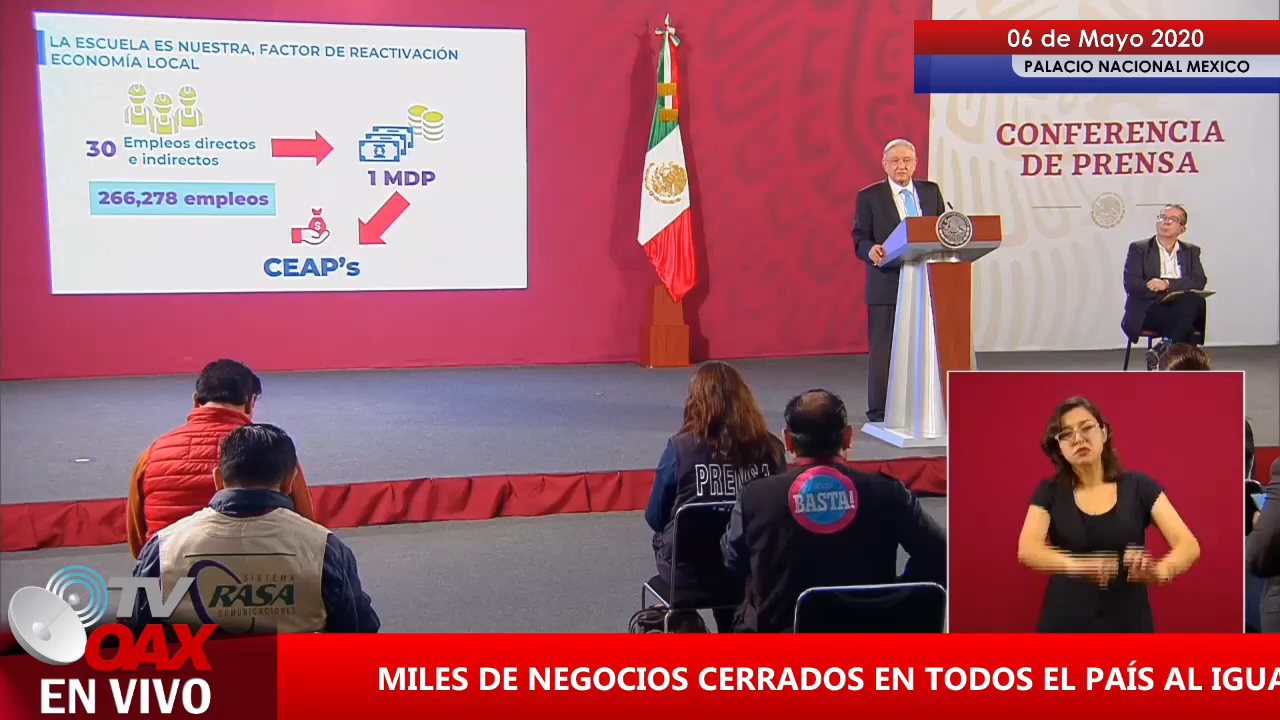 LA ESCUELA ES NUESTRA, FACTOR DE REACTIVACIÓN
ECONOMÍA LOCAL
30 Empleos directos
e indirectos
266,278 empleos
1 MDP
CEAP's
06 de Mayo 2020
PALACIO NACIONAL MEXICO
CONFERENCIA
DE PRENSA
PRENSA
BASTA!
SISTEMA
RASA
COMUNICACIONES
TV
OAX
EN VIVO
MILES DE NEGOCIOS CERRADOS EN TODOS EL PAÍS AL IGUA